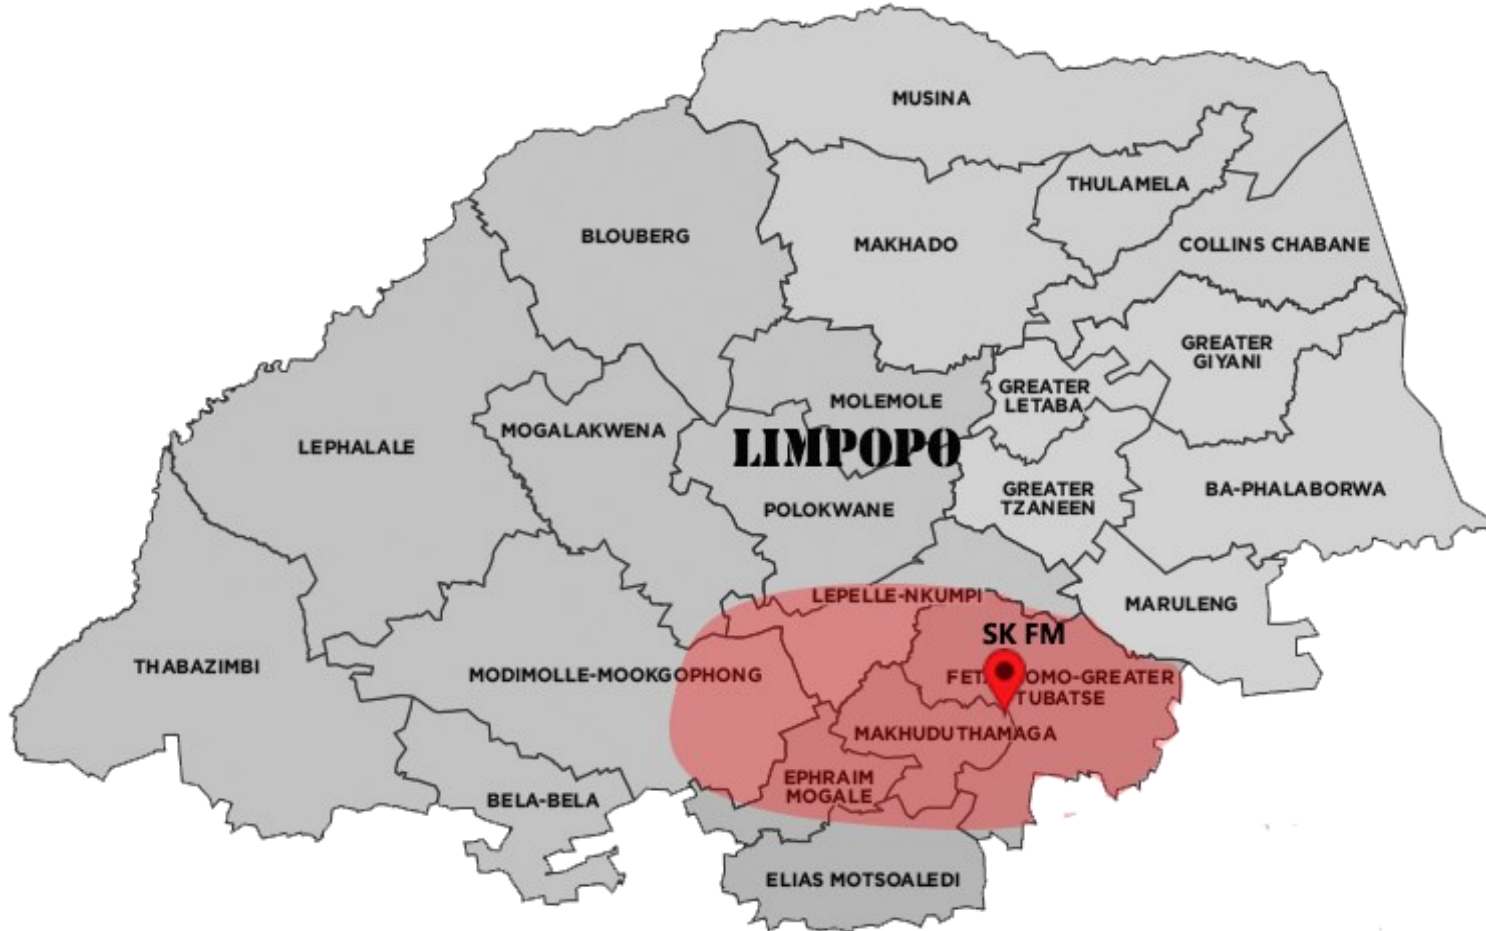 MUSINA
THULAMELA
BLOUBERG
MAKHADO
COLLINS CHABANE
GREATER
GIYANI
GREATER
LETABA
MOLEMOLE
MOGALAKWENA
LEPHALALE
LIMPOPO
BA-PHALABORWA
GREATER
TZANEEN
POLOKWANE
LEPELLE-NKUMPI
MARULENG
SK FM
THABAZIMBI
MODIMOLLE-MOOKGOPHONG
OMO-GREATER
TUBATSE
MAKHUDUTHAMAGA
EPHRAIM
MOGALE
BELA-BELA
ELIAS MOTSOALEDI